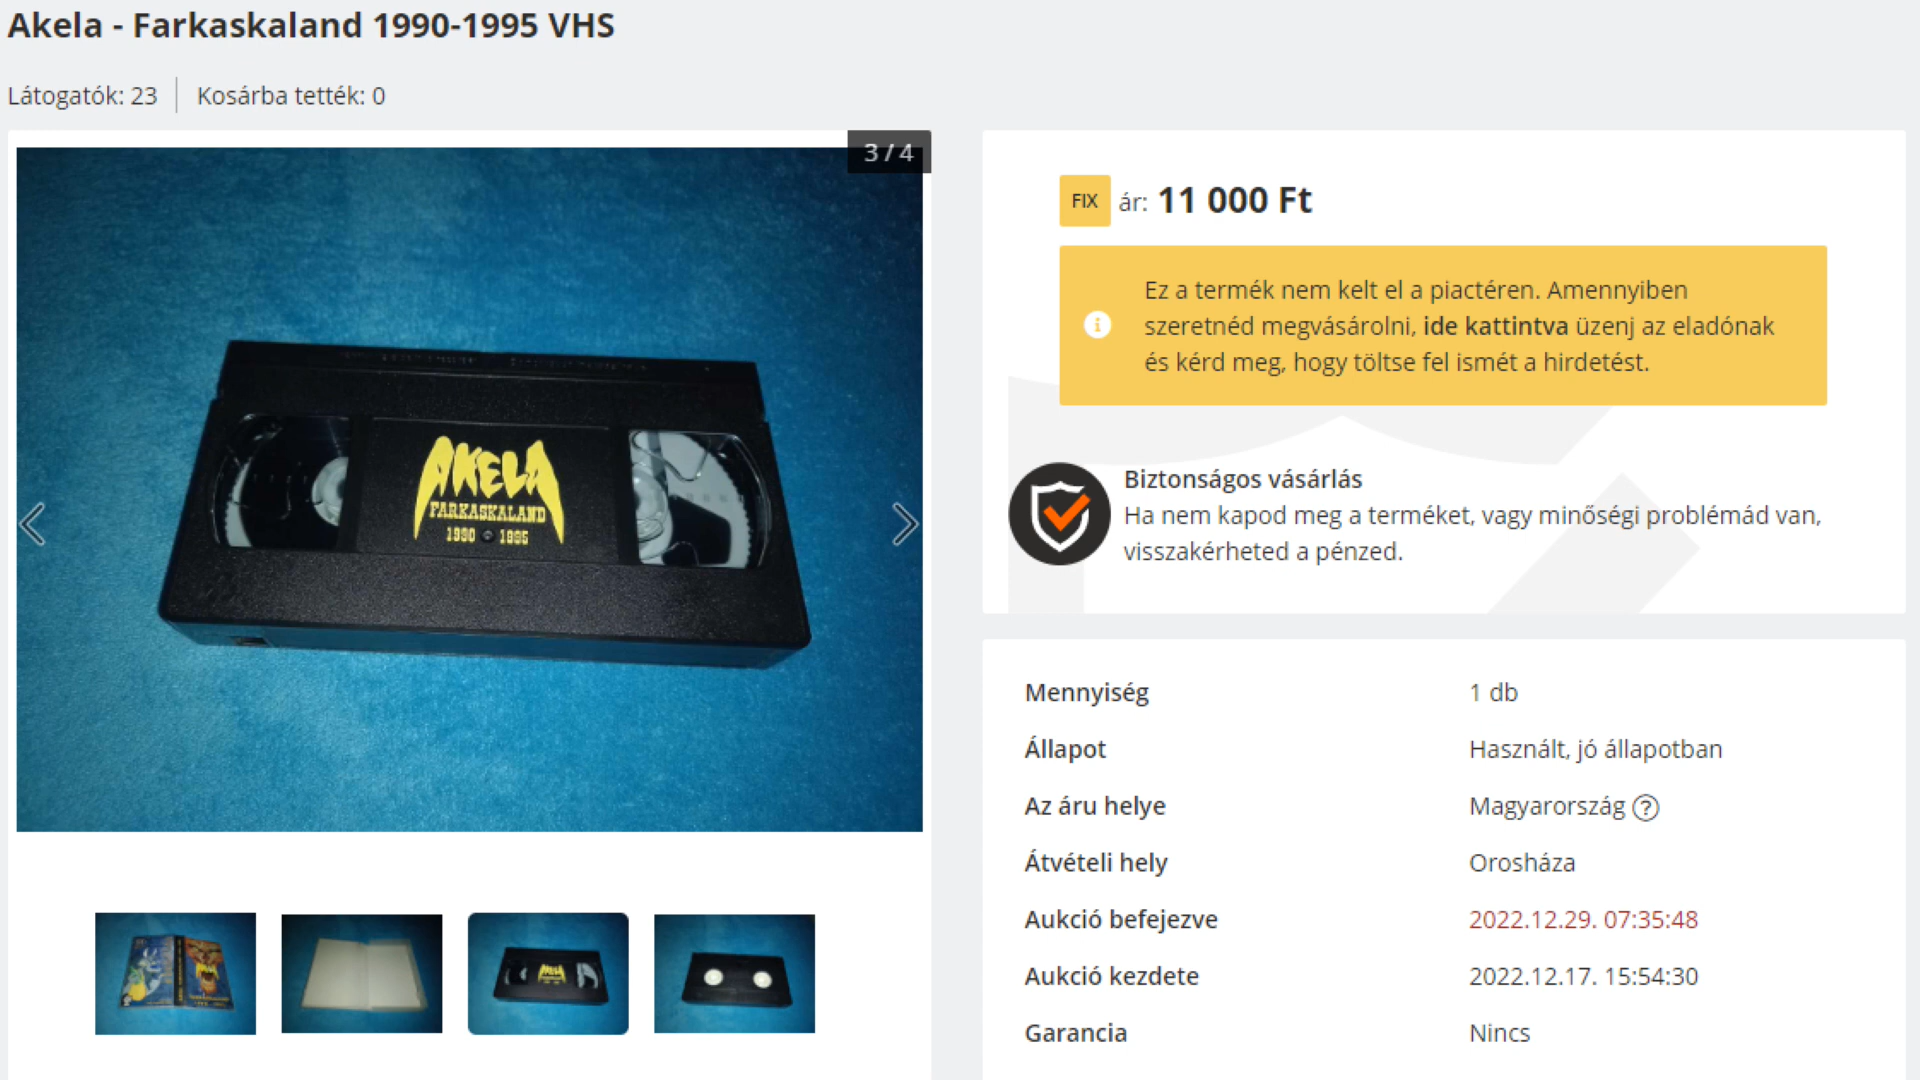 Akela - Farkaskaland 1990-1995 VHS
Látogatók: 23
Kosárba tették: 0
3 / 4
AKELA
FARKASKALAND
1990 1995
FIX ár: 11 000 Ft
Ez a termék nem kelt el a piactéren. Amennyiben
szeretnéd megvásárolni, ide kattintva üzenj az eladónak
és kérd meg, hogy töltse fel ismét a hirdetést.
Biztonságos vásárlás
Ha nem kapod meg a terméket, vagy minőségi problémád van,
visszakérheted a pénzed.
Mennyiség 1 db
Állapot Használt, jó állapotban
Az áru helye Magyarország ?
Átvételi hely Orosháza
Aukció befejezve 2022.12.29. 07:35:48
Aukció kezdete 2022.12.17. 15:54:30
Garancia Nincs